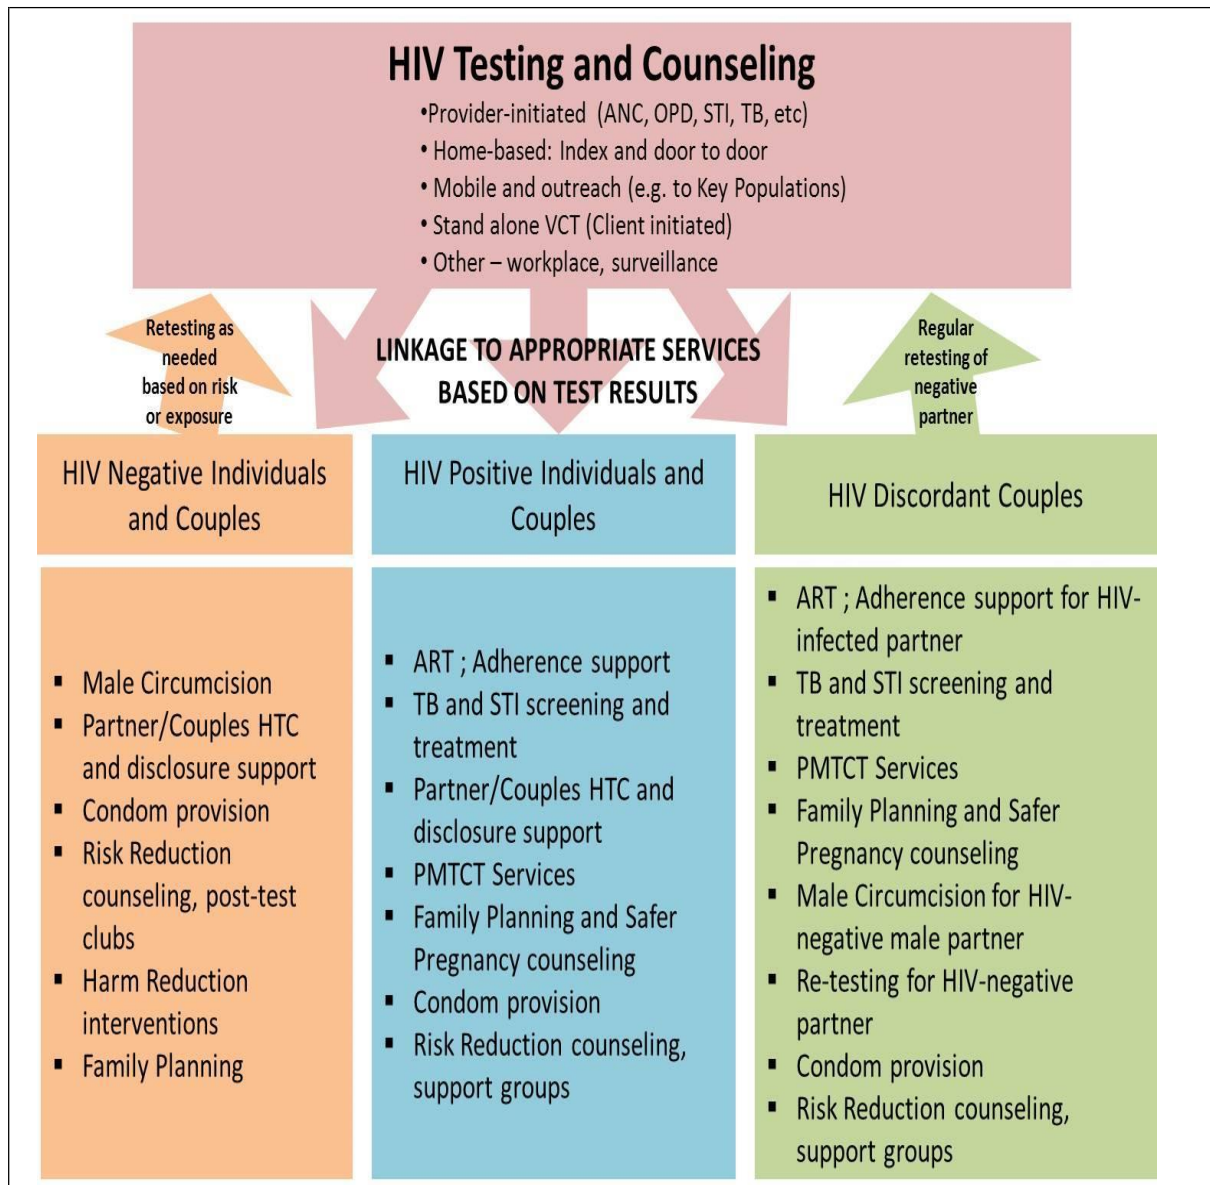 HIV Testing and Counseling
•Provider-initiated (ANC, OPD, STI, TB, etc)
• Home-based: Index and door to door
• Mobile and outreach (e.g. to Key Populations)
• Stand alone VCT (Client initiated)
• Other – workplace, surveillance
Retesting as
needed
based on risk
or exposure
LINKAGE TO APPROPRIATE SERVICES
BASED ON TEST RESULTS
Regular
retesting of
negative
partner
HIV Negative Individuals
and Couples
HIV Positive Individuals and
Couples
HIV Discordant Couples
▪ Male Circumcision
▪ Partner/Couples HTC
and disclosure support
▪ Condom provision
▪ Risk Reduction
counseling, post-test
clubs
▪ Harm Reduction
interventions
▪ Family Planning
▪ ART ; Adherence support
▪ TB and STI screening and
treatment
▪ Partner/Couples HTC and
disclosure support
▪ PMTCT Services
▪ Family Planning and Safer
Pregnancy counseling
▪ Condom provision
▪ Risk Reduction counseling,
support groups
▪ ART ; Adherence support for HIV-
infected partner
▪ TB and STI screening and
treatment
▪ PMTCT Services
▪ Family Planning and Safer
Pregnancy counseling
▪ Male Circumcision for HIV-
negative male partner
▪ Re-testing for HIV-negative
partner
▪ Condom provision
▪ Risk Reduction counseling,
support groups